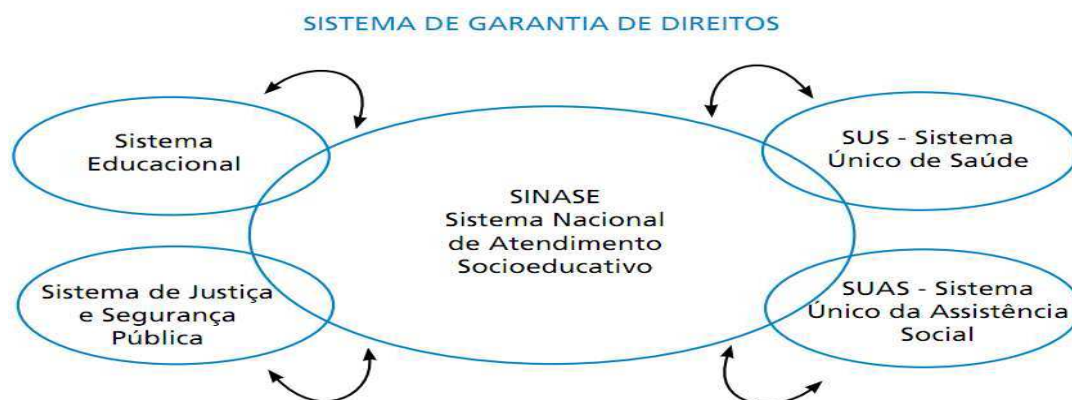 SISTEMA DE GARANTIA DE DIREITOS
Sistema
Educacional
SUS - Sistema
Único de Saúde
SINASE
Sistema Nacional
de Atendimento
Socioeducativo
Sistema de Justiça
e Segurança
Pública
SUAS - Sistema
Única da Assistência
Social